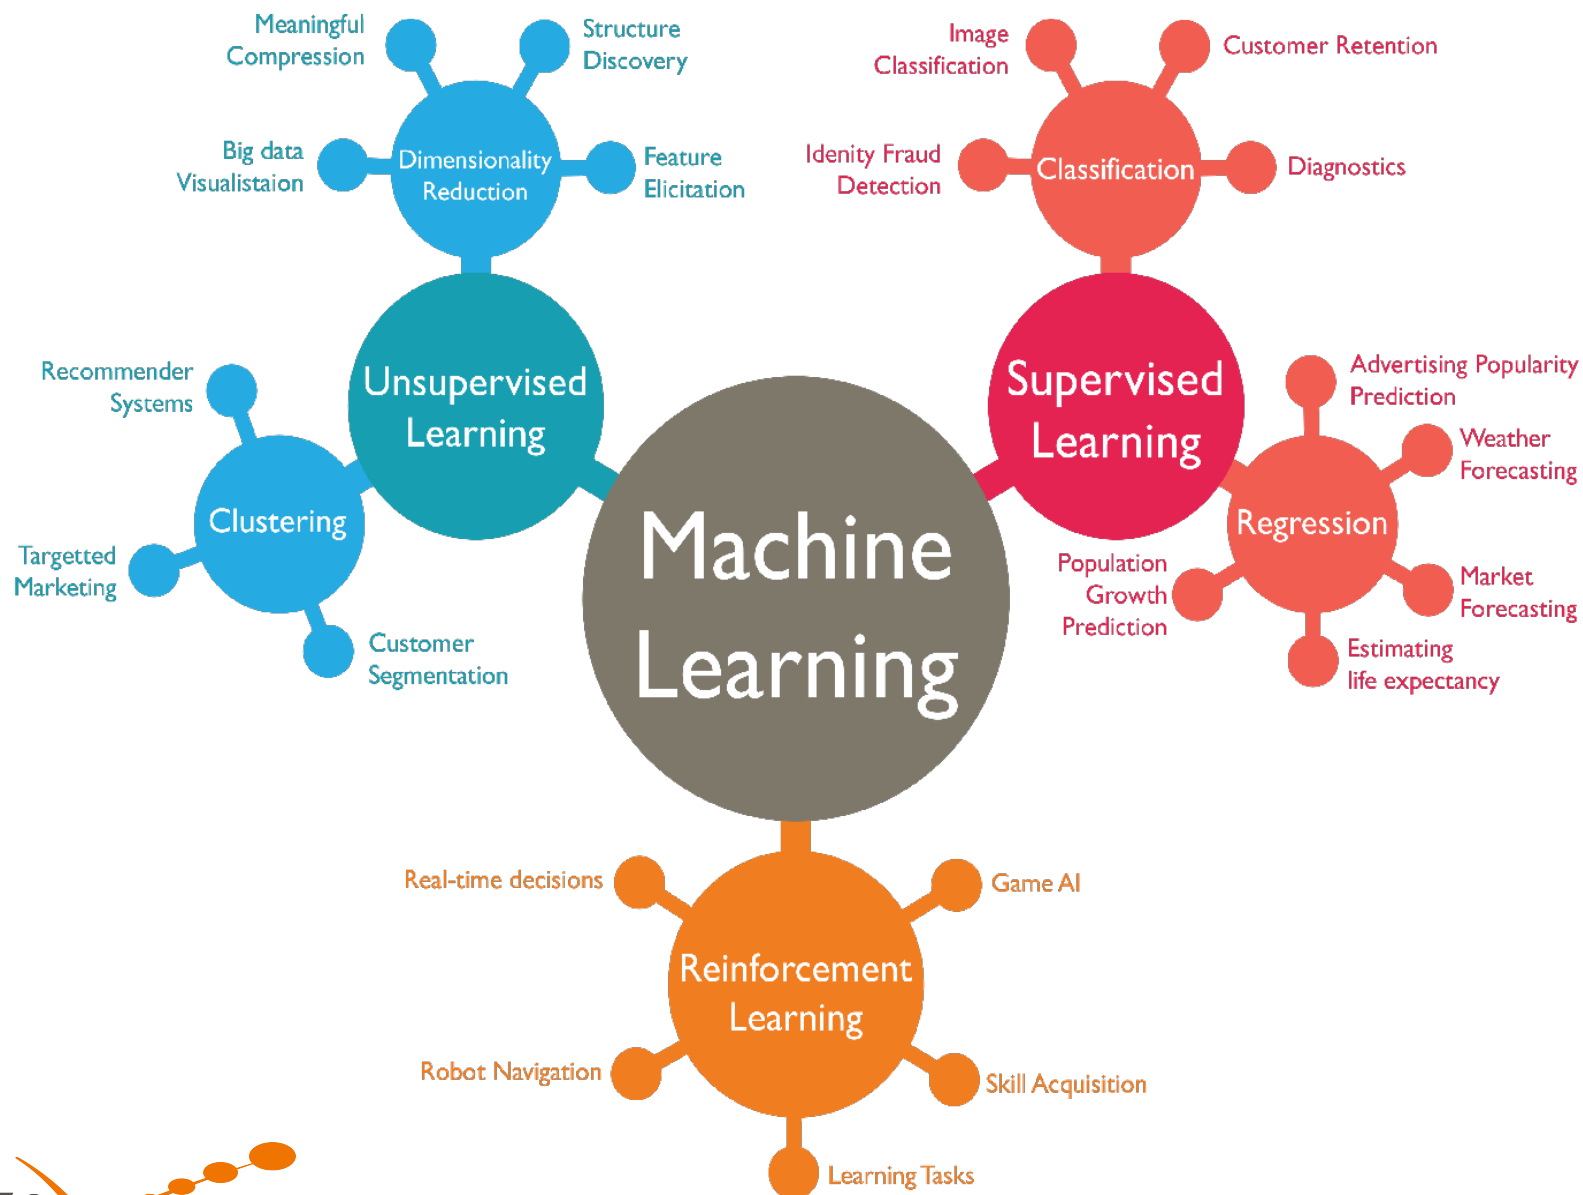 Meaningful
Compression
Structure
Discovery
Big data
Visualistaion
Dimensionality
Reduction
Feature
Elicitation
Image
Classification
Customer Retention
Idenity Fraud
Detection
Classification
Diagnostics
Unsupervised
Learning
Supervised
Learning
Recommender
Systems
Clustering
Targetted
Marketing
Customer
Segmentation
Advertising Popularity
Prediction
Weather
Forecasting
Regression
Population
Growth
Prediction
Market
Forecasting
Estimating
life expectancy
Machine
Learning
Real-time decisions
Game AI
Reinforcement
Learning
Robot Navigation
Skill Acquisition
Learning Tasks